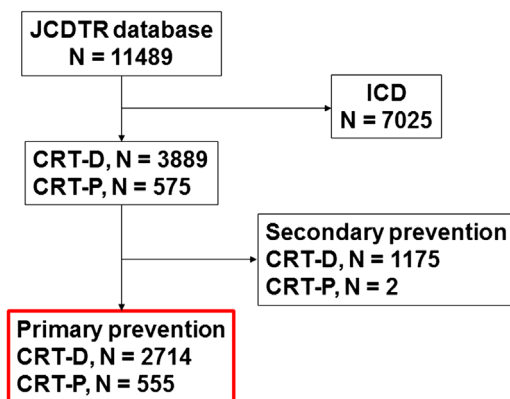 JCDTR database
N = 11489
ICD
N = 7025
CRT-D, N = 3889
CRT-P, N = 575
Secondary prevention
CRT-D, N = 1175
CRT-P, N = 2
Primary prevention
CRT-D, N = 2714
CRT-P, N = 555